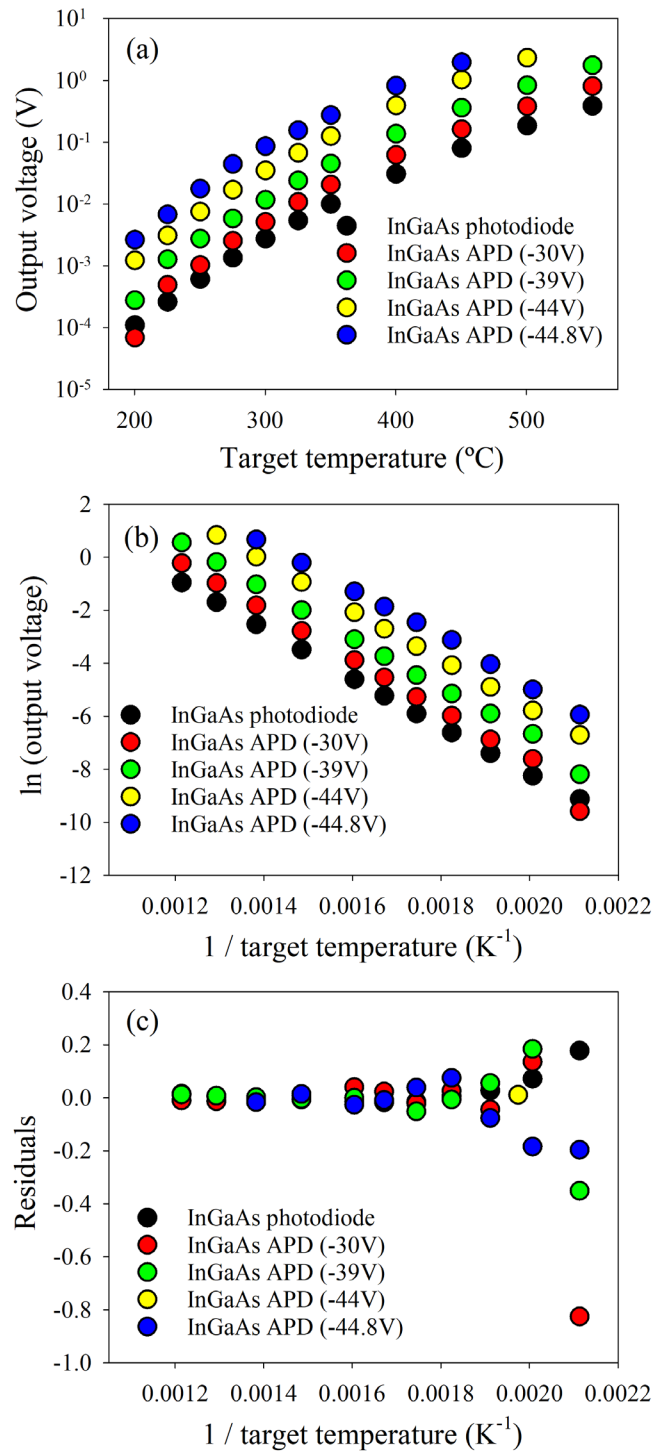 (a)
Output voltage (V)
10¹
10⁰
10⁻¹
10⁻²
10⁻³
10⁻⁴
10⁻⁵
InGaAs photodiode
InGaAs APD (-30V)
InGaAs APD (-39V)
InGaAs APD (-44V)
InGaAs APD (-44.8V)
200 300 400 500
Target temperature (ºC)
(b)
ln (output voltage)
2
0
-2
-4
-6
-8
-10
-12
InGaAs photodiode
InGaAs APD (-30V)
InGaAs APD (-39V)
InGaAs APD (-44V)
InGaAs APD (-44.8V)
0.0012 0.0014 0.0016 0.0018 0.0020 0.0022
1 / target temperature (K⁻¹)
(c)
Residuals
0.4
0.2
0.0
-0.2
-0.4
-0.6
-0.8
-1.0
InGaAs photodiode
InGaAs APD (-30V)
InGaAs APD (-39V)
InGaAs APD (-44V)
InGaAs APD (-44.8V)
0.0012 0.0014 0.0016 0.0018 0.0020 0.0022
1 / target temperature (K⁻¹)